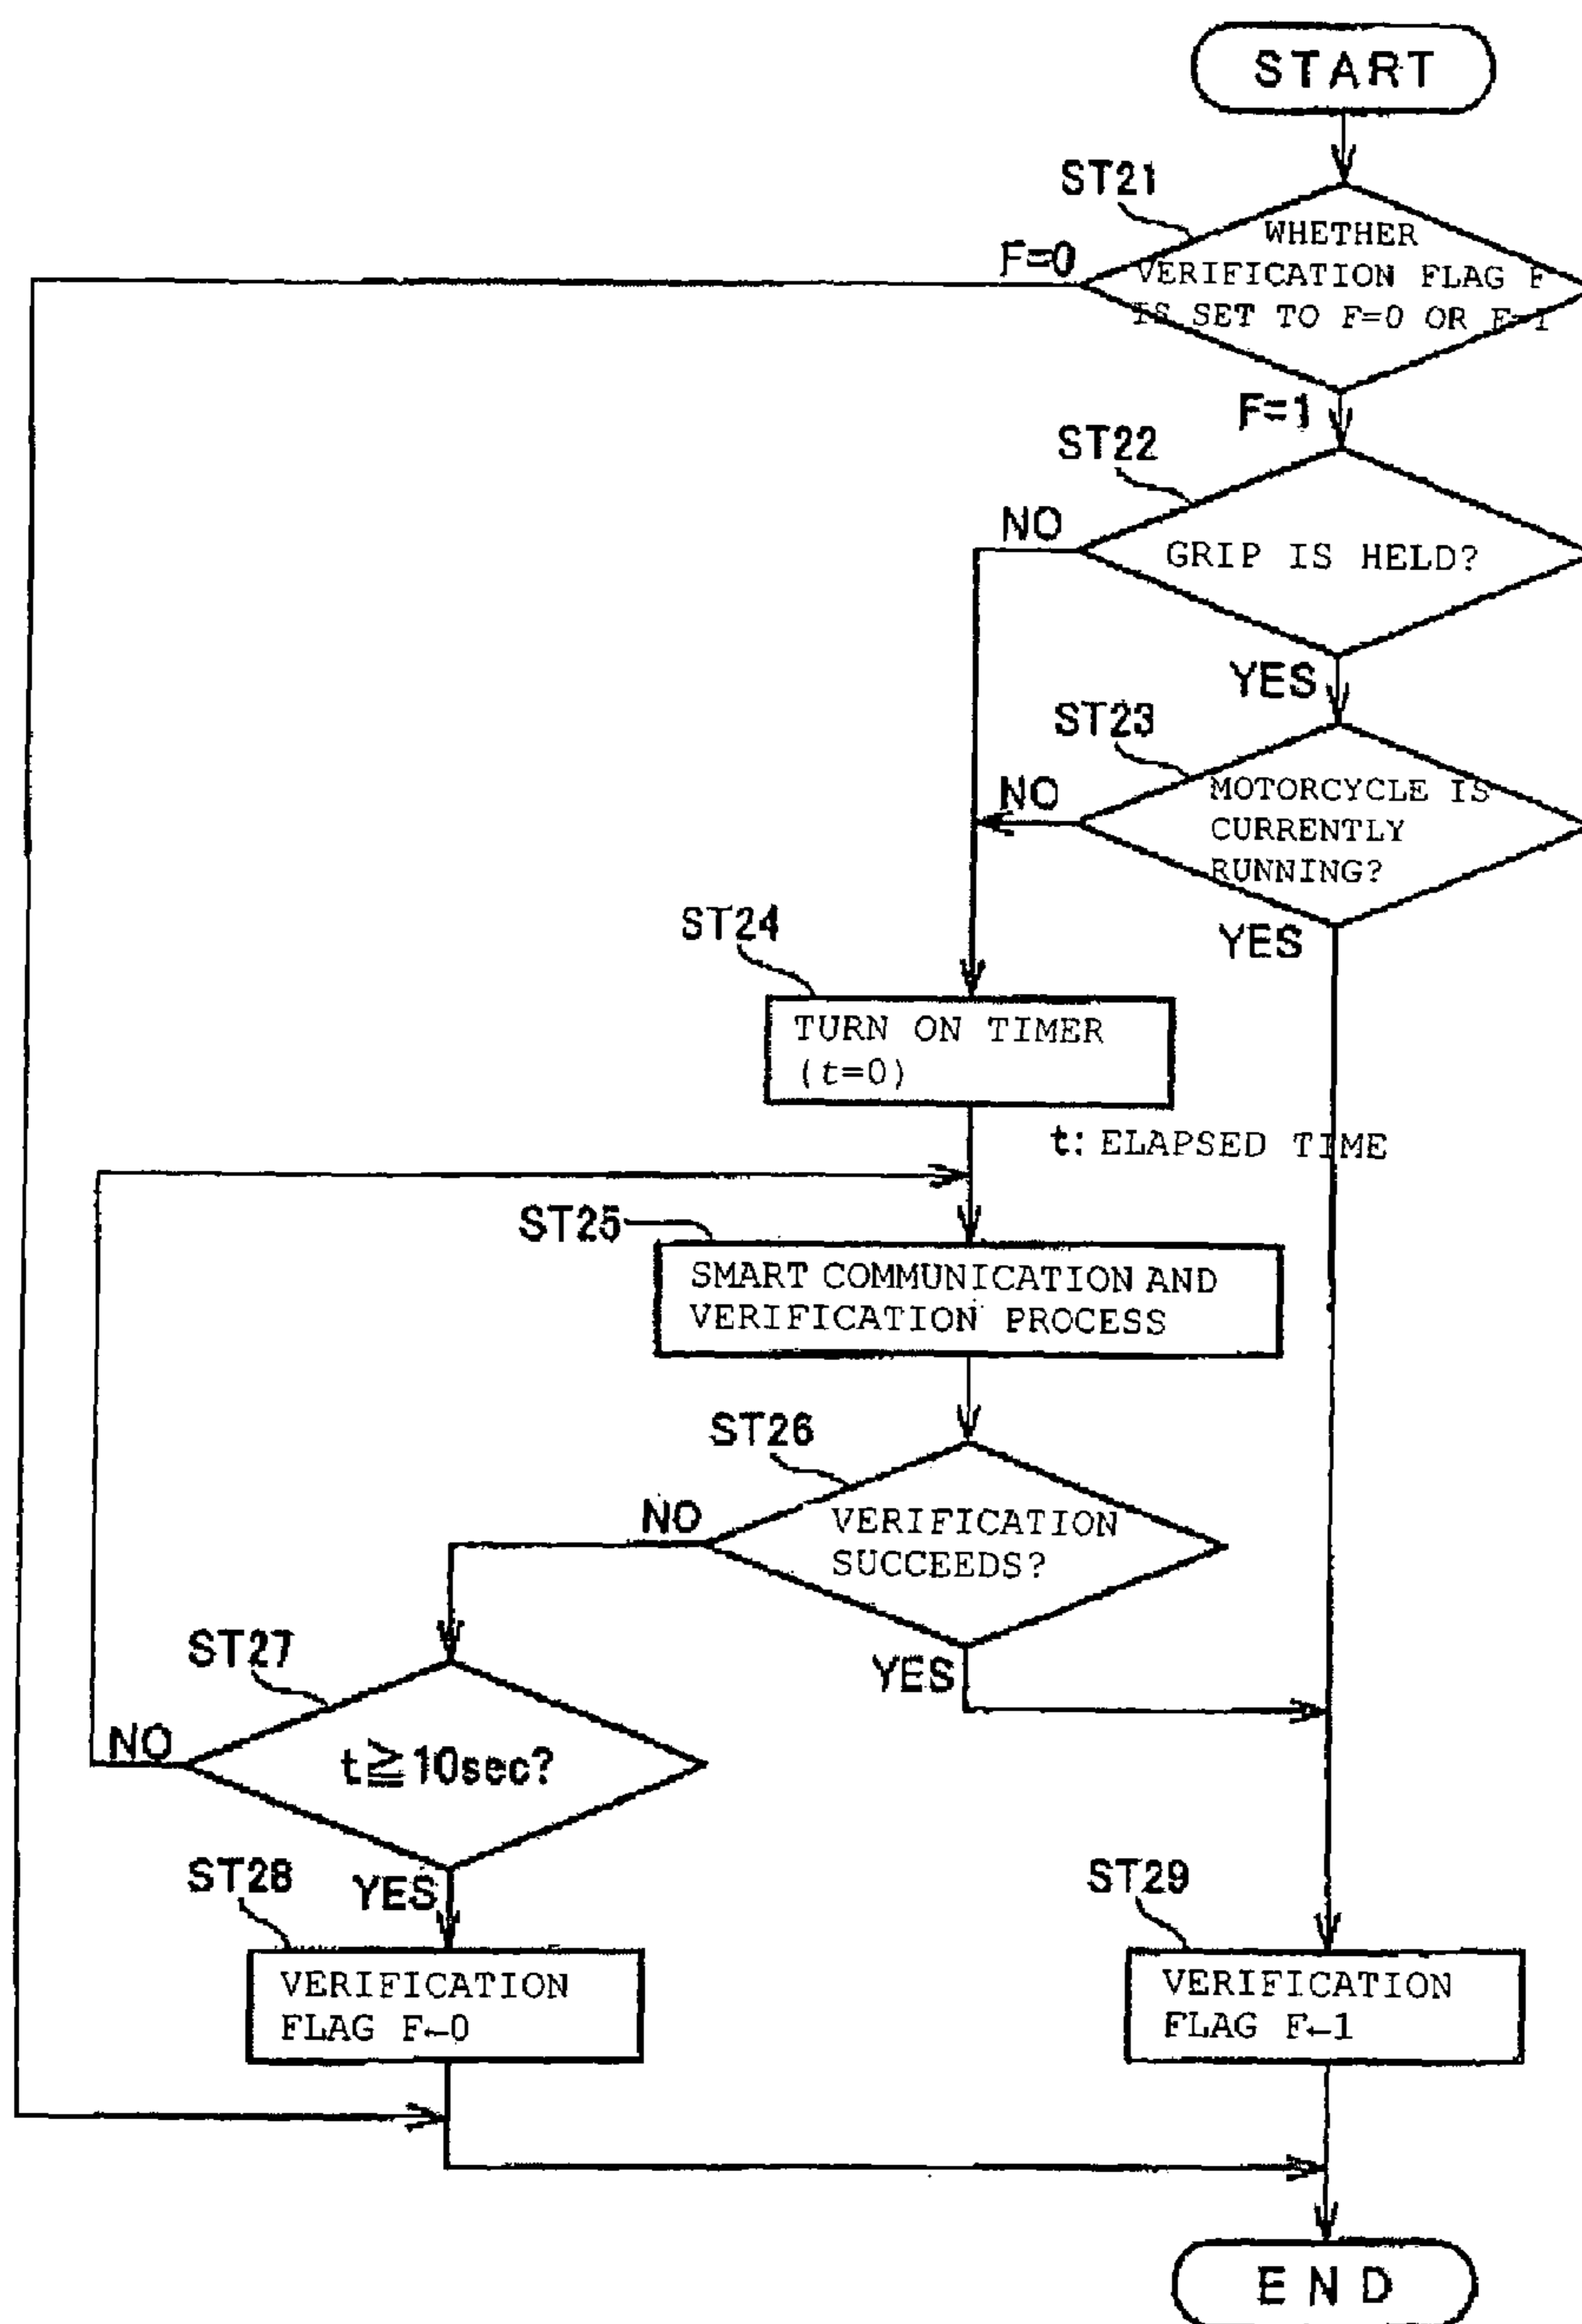 START
ST21
WHETHER
VERIFICATION FLAG F
IS SET TO F=0 OR F=1
F=0
F=1
ST22
NO
GRIP IS HELD?
YES
ST23
NO
MOTORCYCLE IS
CURRENTLY
RUNNING?
YES
ST24
TURN ON TIMER
(t=0)
t: ELAPSED TIME
ST25
SMART COMMUNICATION AND
VERIFICATION PROCESS
ST26
NO
VERIFICATION
SUCCEEDS?
YES
ST27
NO
t≧10sec?
YES
ST28
VERIFICATION
FLAG F←0
ST29
VERIFICATION
FLAG F←1
END